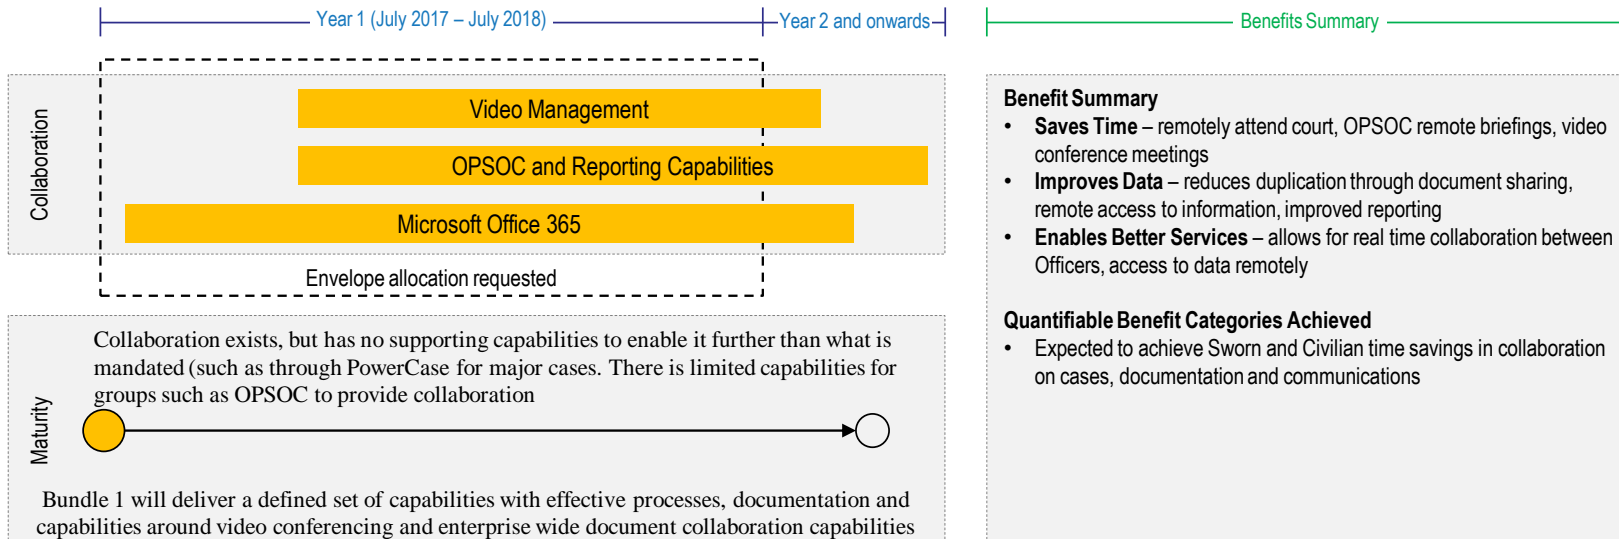 Year 1 (July 2017 – July 2018)
Year 2 and onwards
Benefits Summary
Collaboration
Video Management
OPSOC and Reporting Capabilities
Microsoft Office 365
Envelope allocation requested
Maturity
Collaboration exists, but has no supporting capabilities to enable it further than what is
mandated (such as through PowerCase for major cases. There is limited capabilities for
groups such as OPSOC to provide collaboration
Bundle 1 will deliver a defined set of capabilities with effective processes, documentation and
capabilities around video conferencing and enterprise wide document collaboration capabilities
Benefit Summary
• Saves Time – remotely attend court, OPSOC remote briefings, video
conference meetings
• Improves Data – reduces duplication through document sharing,
remote access to information, improved reporting
• Enables Better Services – allows for real time collaboration between
Officers, access to data remotely
Quantifiable Benefit Categories Achieved
• Expected to achieve Sworn and Civilian time savings in collaboration
on cases, documentation and communications